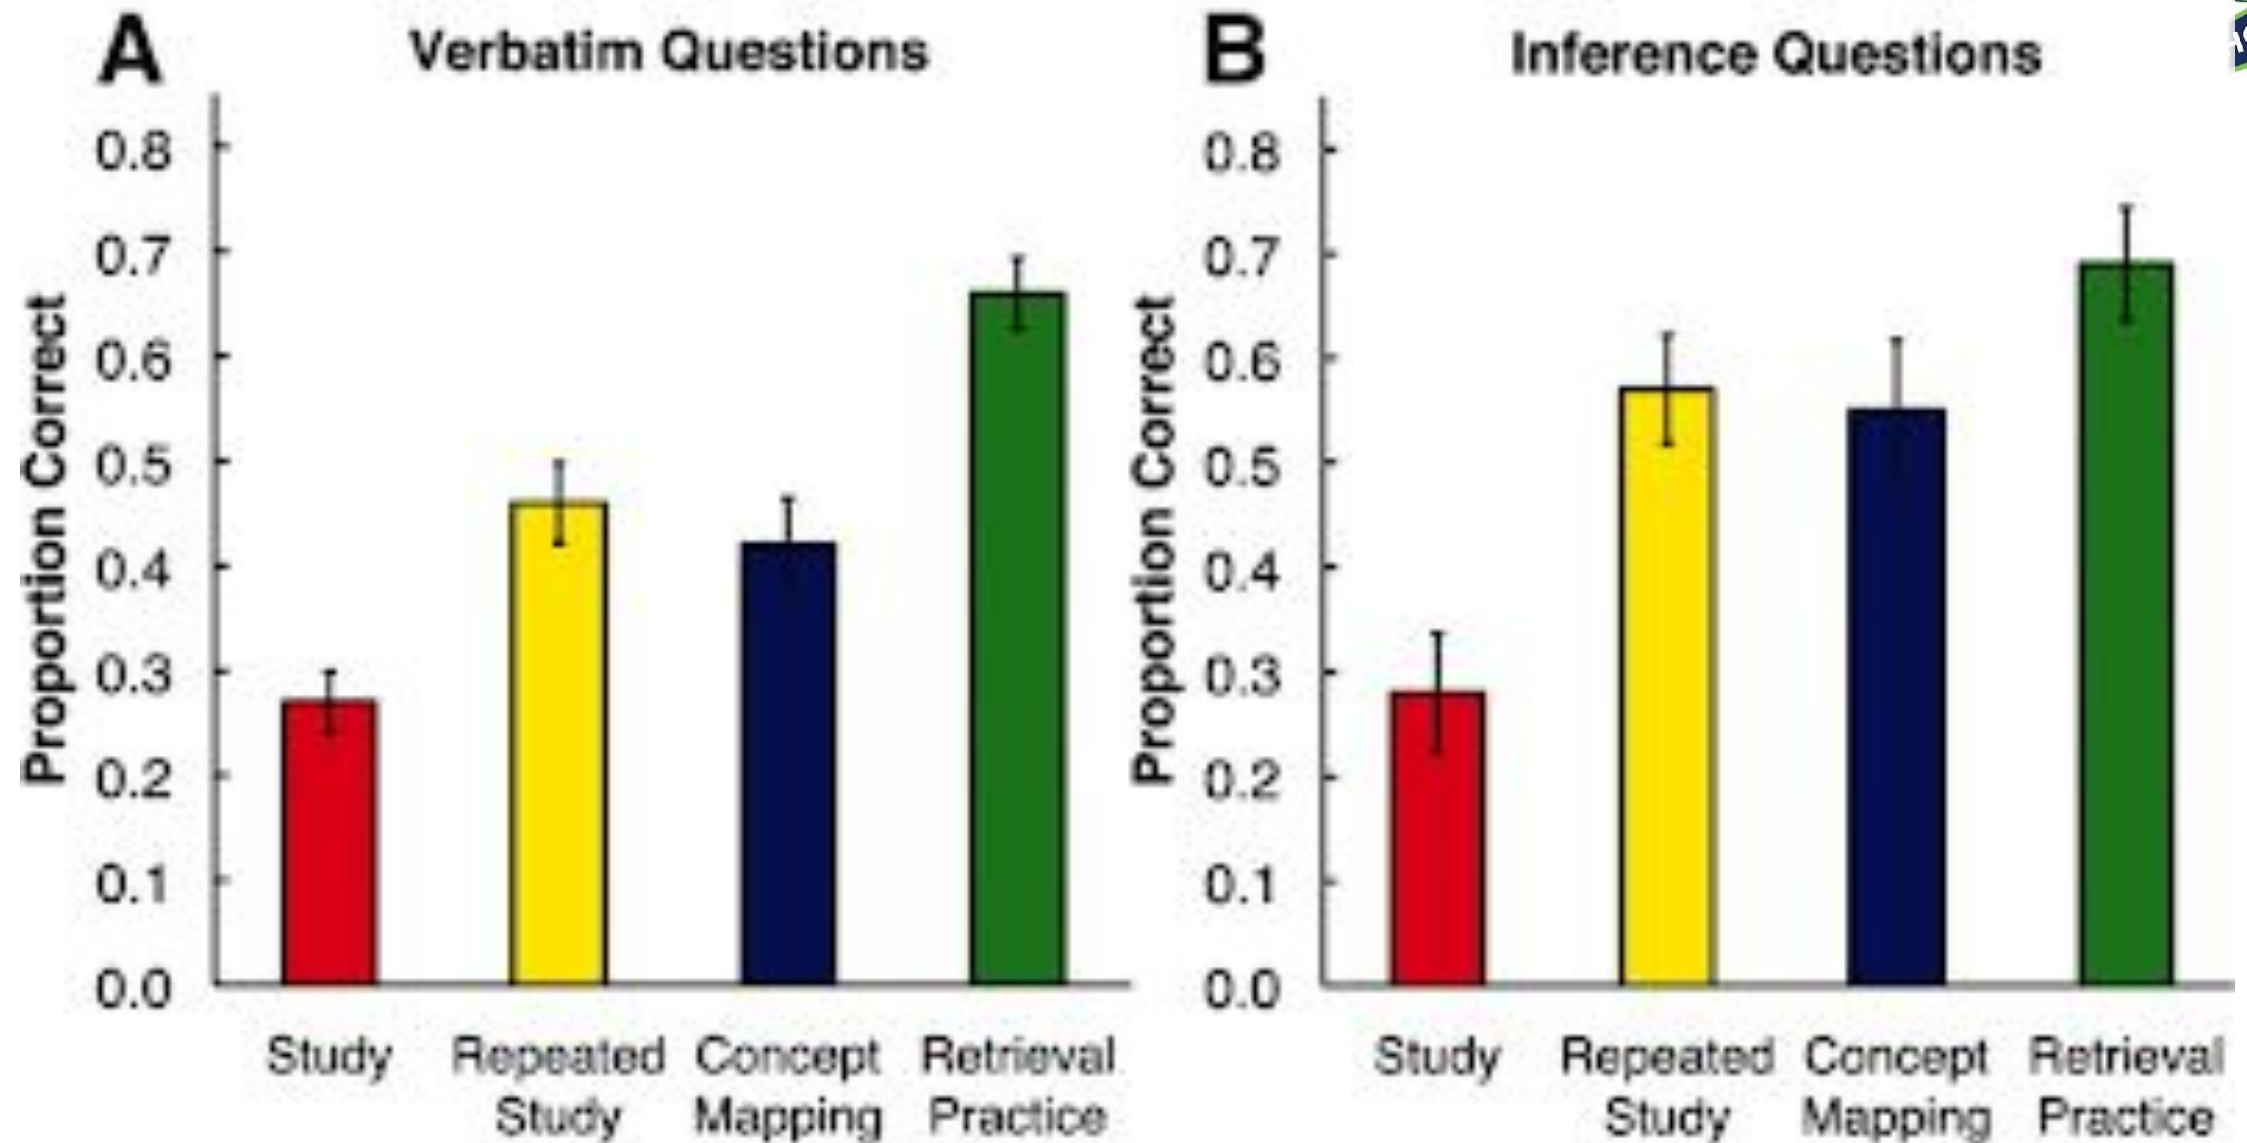 A Verbatim Questions
Proportion Correct
0.8
0.7
0.6
0.5
0.4
0.3
0.2
0.1
0.0
Study
Repeated
Study
Concept
Mapping
Retrieval
Practice
B Inference Questions
Proportion Correct
0.8
0.7
0.6
0.5
0.4
0.3
0.2
0.1
0.0
Study
Repeated
Study
Concept
Mapping
Retrieval
Practice